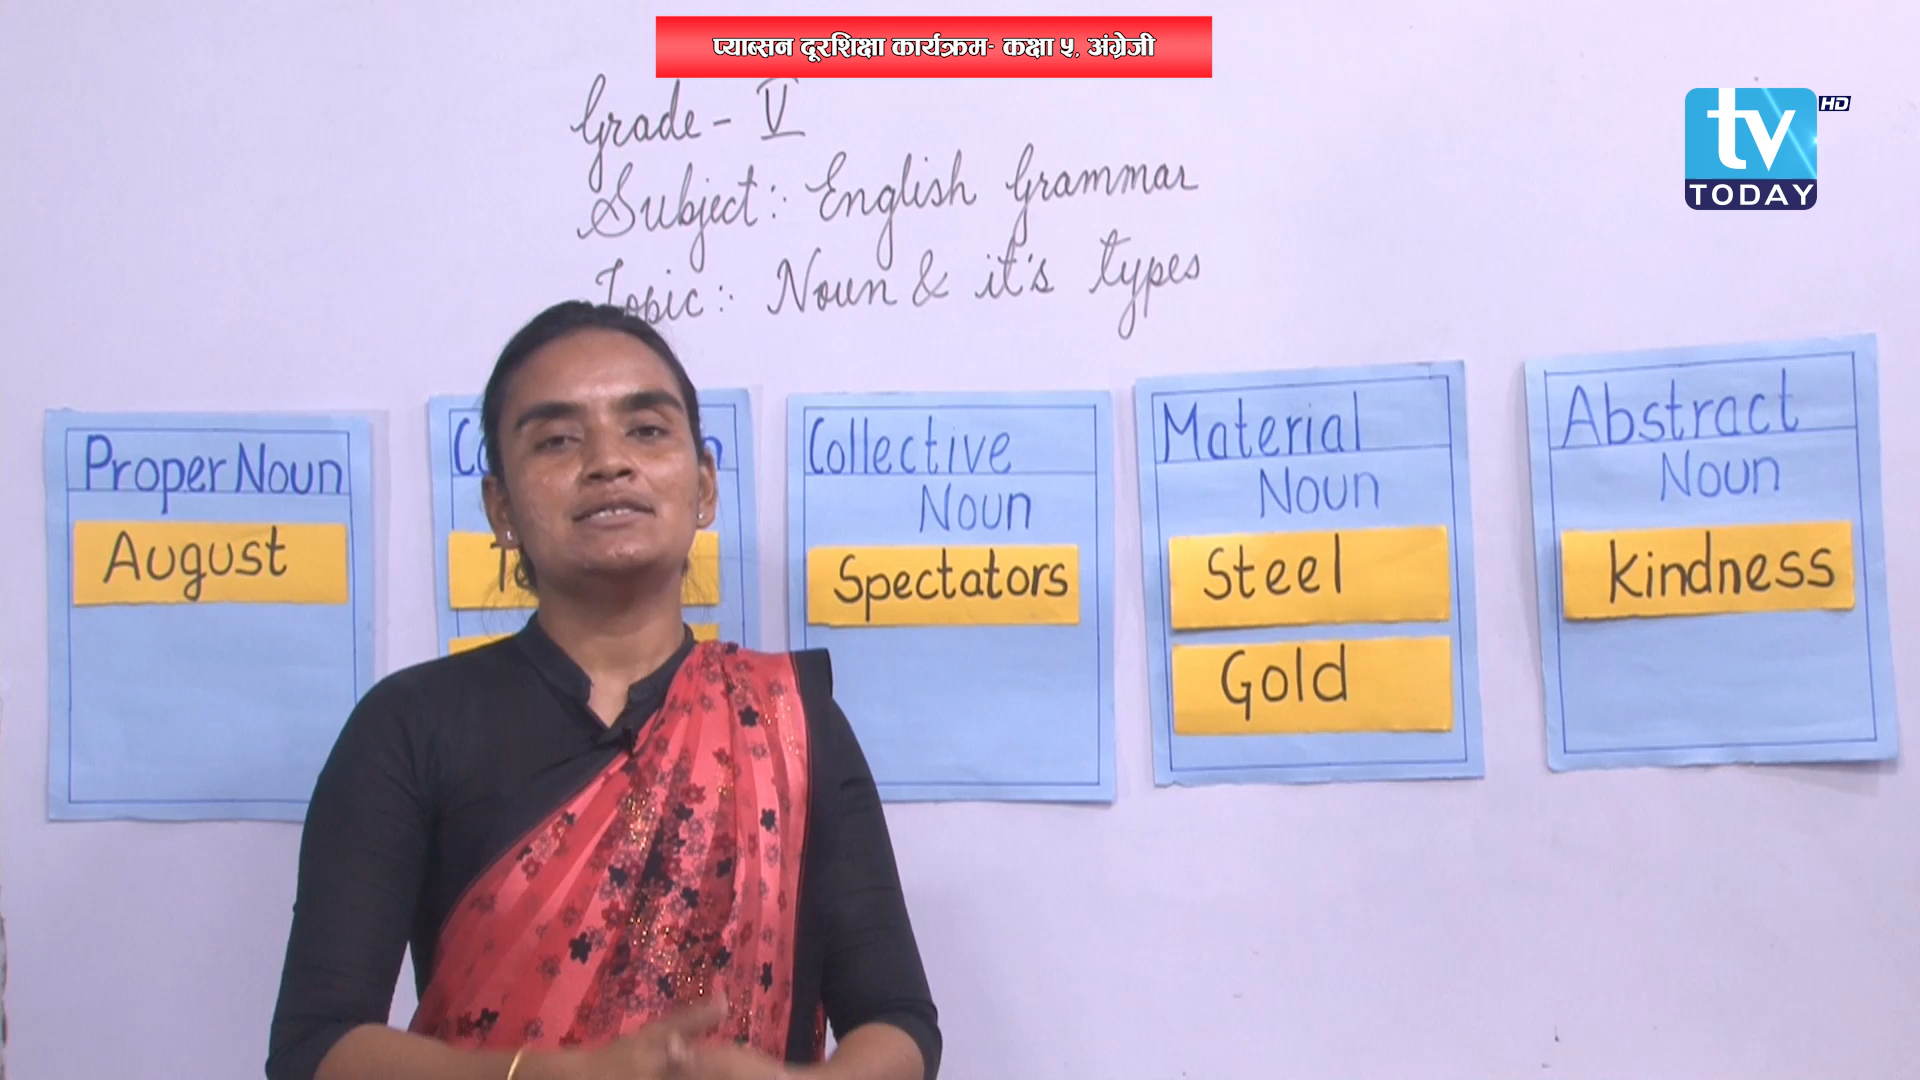 प्याब्सन दूरशिक्षा कार्यक्रम- कक्षा ५, अंग्रेजी
tv HD
TODAY
Grade - V
Subject: English Grammar
Topic: Noun & it's types
Proper Noun
August
Collective
Noun
Spectators
Material
Noun
Steel
Gold
Abstract
Noun
Kindness